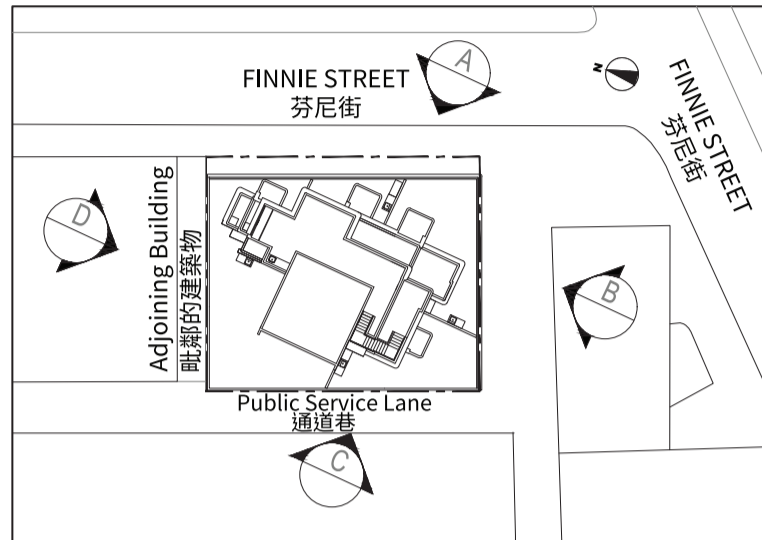 A
FINNIE STREET
芬尼街
N
FINNIE STREET
芬尼街
D
Adjoining Building
毗鄰的建築物
B
Public Service Lane
通道巷
C